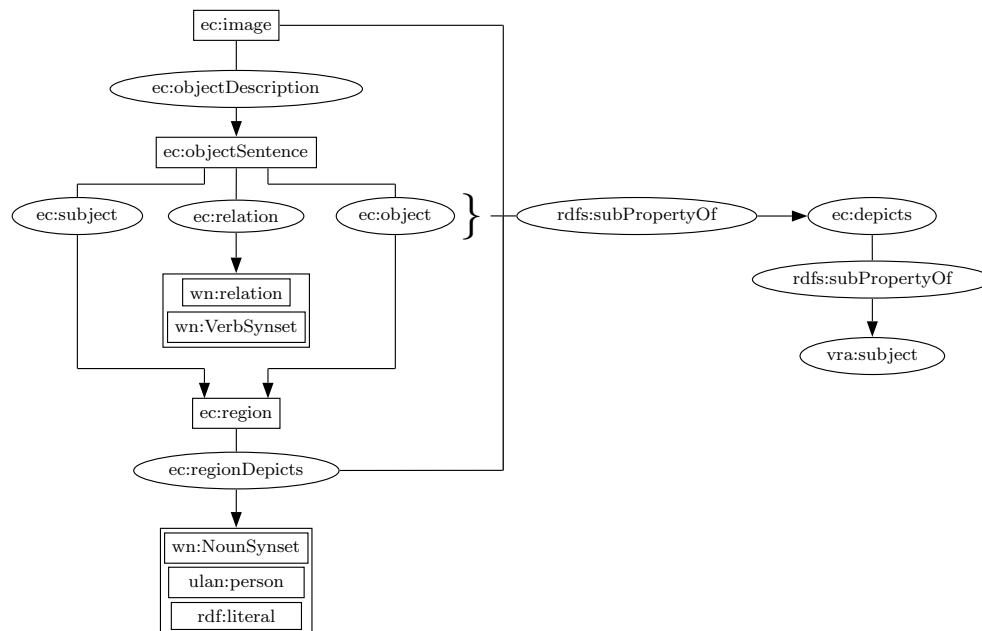 ec:image
ec:objectDescription
ec:objectSentence
ec:subject
ec:relation
ec:object
}
rdfs:subPropertyOf
ec:depicts
wn:relation
wn:VerbSynset
rdfs:subPropertyOf
vra:subject
ec:region
ec:regionDepicts
wn:NounSynset
ulan:person
rdf:literal